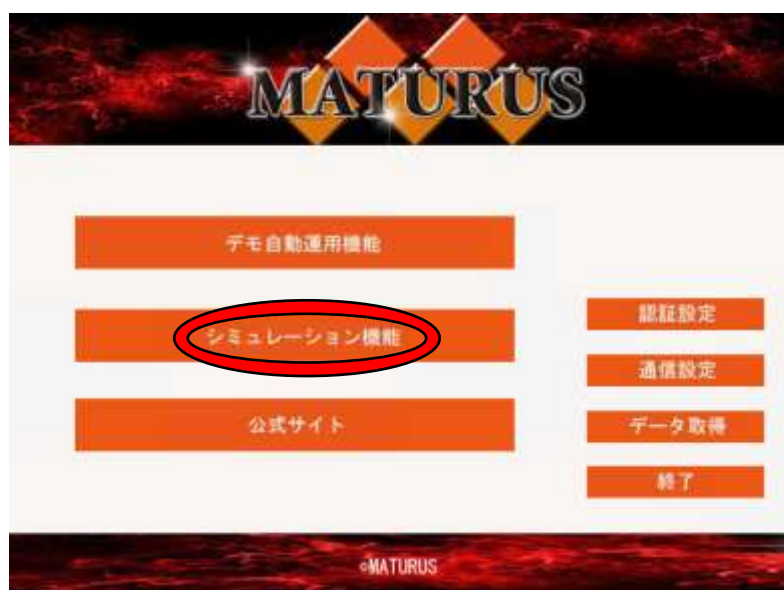 MATURUS
デモ自動運用機能
シミュレーション機能
公式サイト
認証設定
通信設定
データ取得
終了
©MATURUS